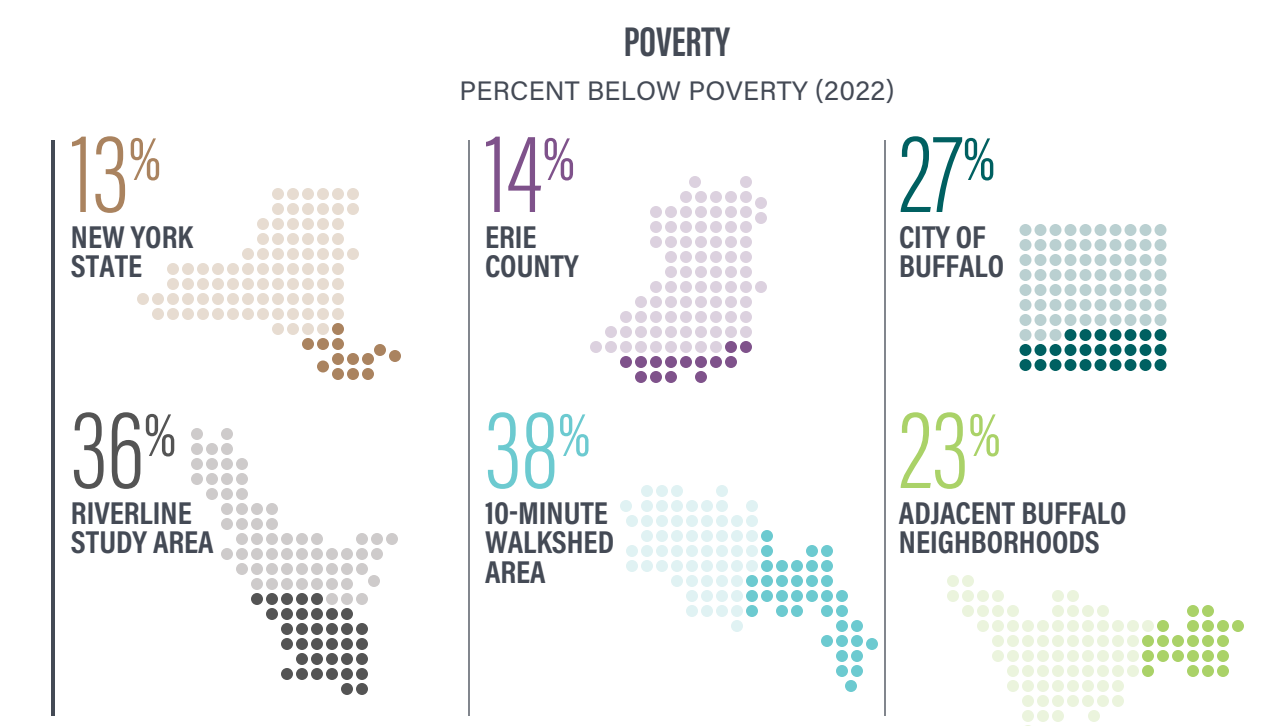 POVERTY
PERCENT BELOW POVERTY (2022)
13%
NEW YORK
STATE
14%
ERIE
COUNTY
27%
CITY OF
BUFFALO
36%
RIVERLINE
STUDY AREA
38%
10-MINUTE
WALKSHED
AREA
23%
ADJACENT BUFFALO
NEIGHBORHOODS